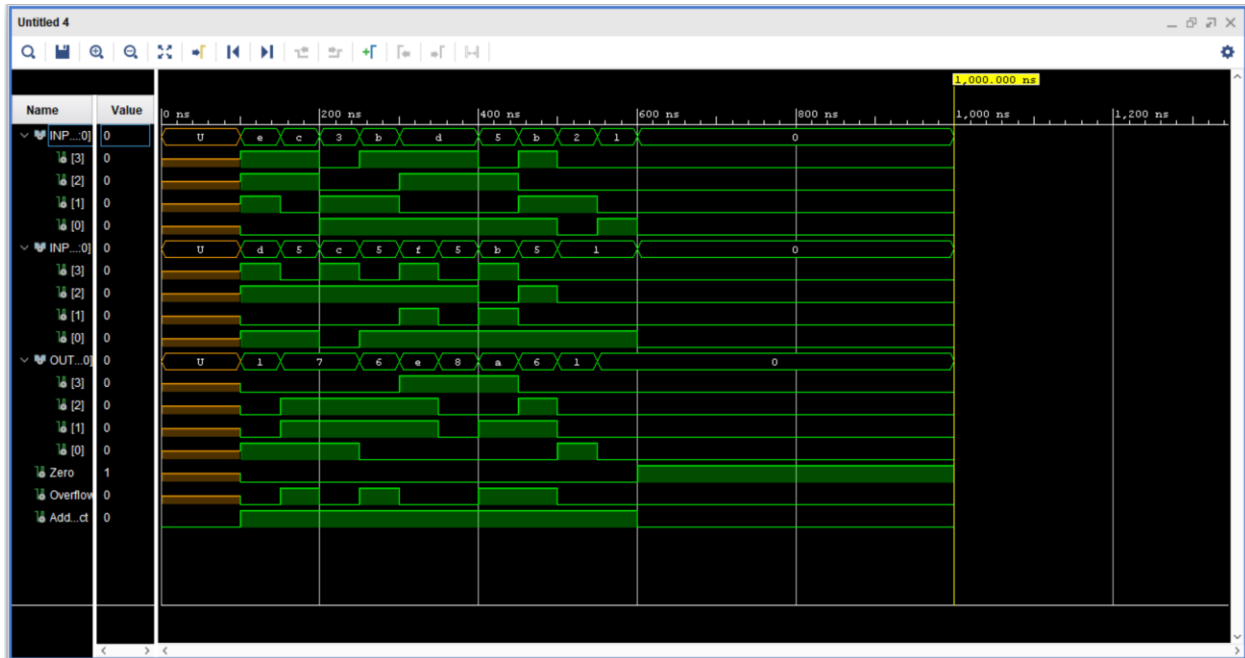 Untitled 4
1,000.000 ns
Name Value 0 ns 200 ns 400 ns 600 ns 800 ns 1,000 ns 1,200 ns
INP...:0] 0 U e c 3 b d 5 b 2 1 0
[3] 0
[2] 0
[1] 0
[0] 0
INP...:0] 0 U d 5 c 5 f 5 b 5 1 0
[3] 0
[2] 0
[1] 0
[0] 0
OUT...0] 0 U 1 7 6 e 8 a 6 1 0
[3] 0
[2] 0
[1] 0
[0] 0
Zero 1
Overflow 0
Add...ct 0